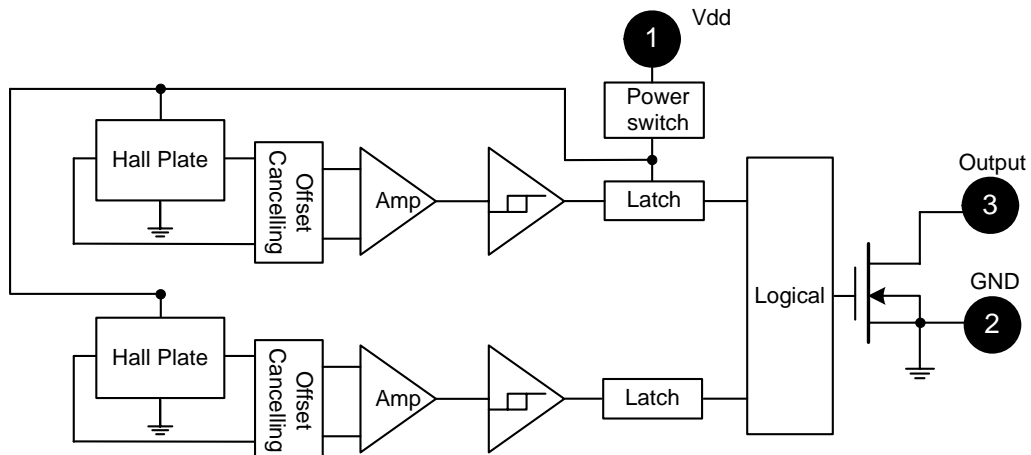 1
Vdd
Power
switch
Hall Plate
Offset
Cancelling
Amp
Latch
Output
3
Logical
GND
2
Hall Plate
Offset
Cancelling
Amp
Latch